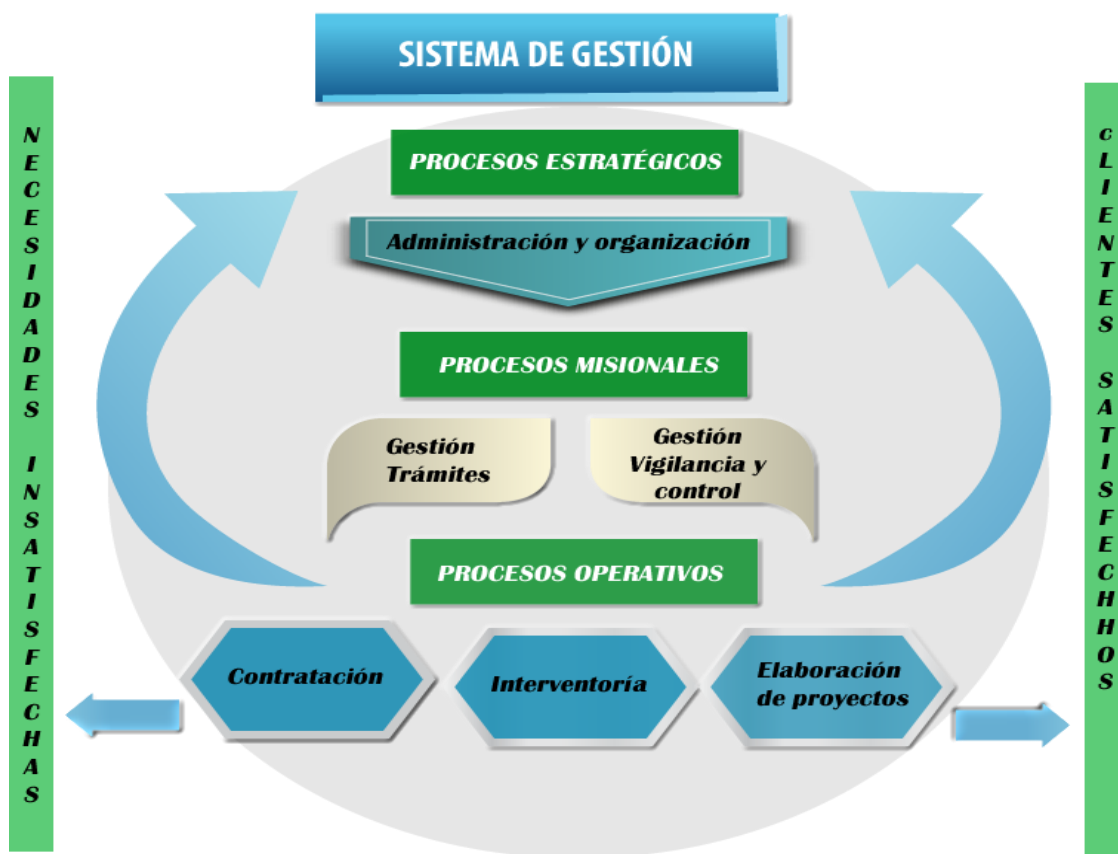 SISTEMA DE GESTIÓN
NECESIDADES INSATISFECHAS
PROCESOS ESTRATÉGICOS
Administración y organización
PROCESOS MISIONALES
Gestión
Trámites
Gestión
Vigilancia y
control
PROCESOS OPERATIVOS
Contratación
Interventoría
Elaboración
de proyectos
cLIENTES SATISFECHHOS